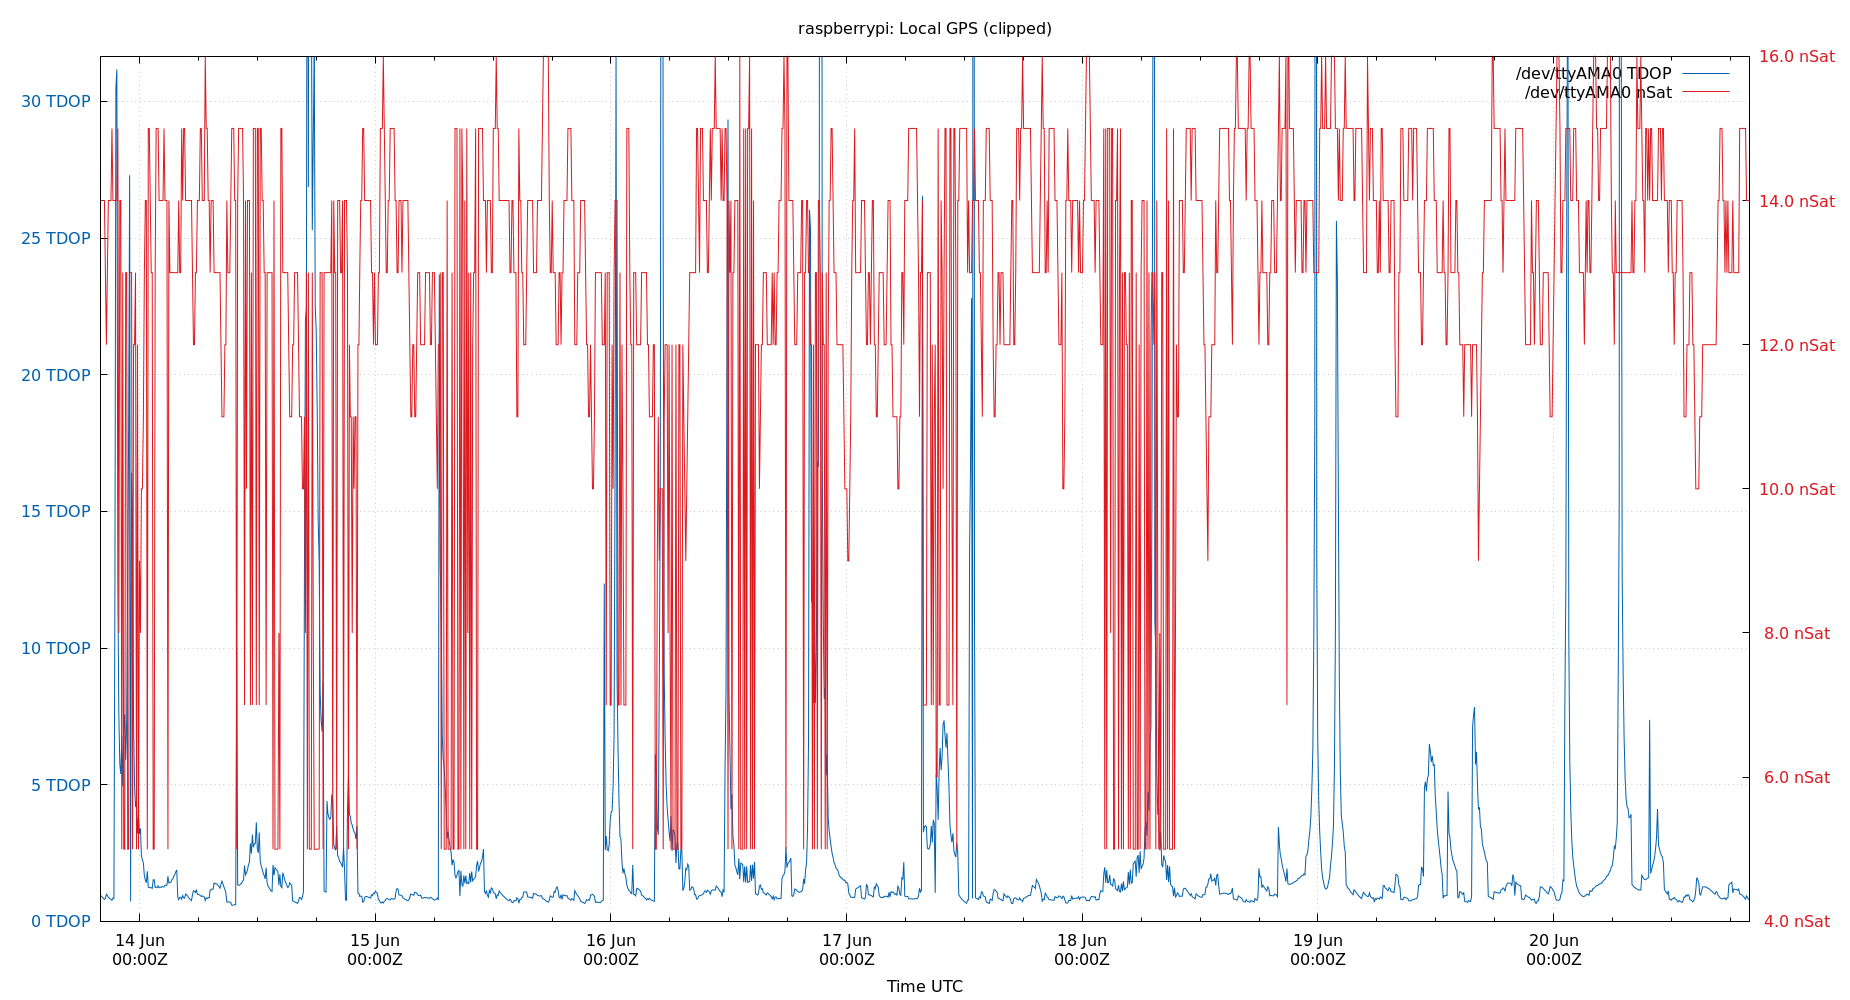 raspberrypi: Local GPS (clipped)
16.0 nSat
/dev/ttyAMA0 TDOP
/dev/ttyAMA0 nSat
30 TDOP
14.0 nSat
25 TDOP
20 TDOP
12.0 nSat
15 TDOP
10.0 nSat
10 TDOP
8.0 nSat
5 TDOP
6.0 nSat
0 TDOP
4.0 nSat
14 Jun 15 Jun 16 Jun 17 Jun 18 Jun 19 Jun 20 Jun
00:00Z 00:00Z 00:00Z 00:00Z 00:00Z 00:00Z 00:00Z
Time UTC